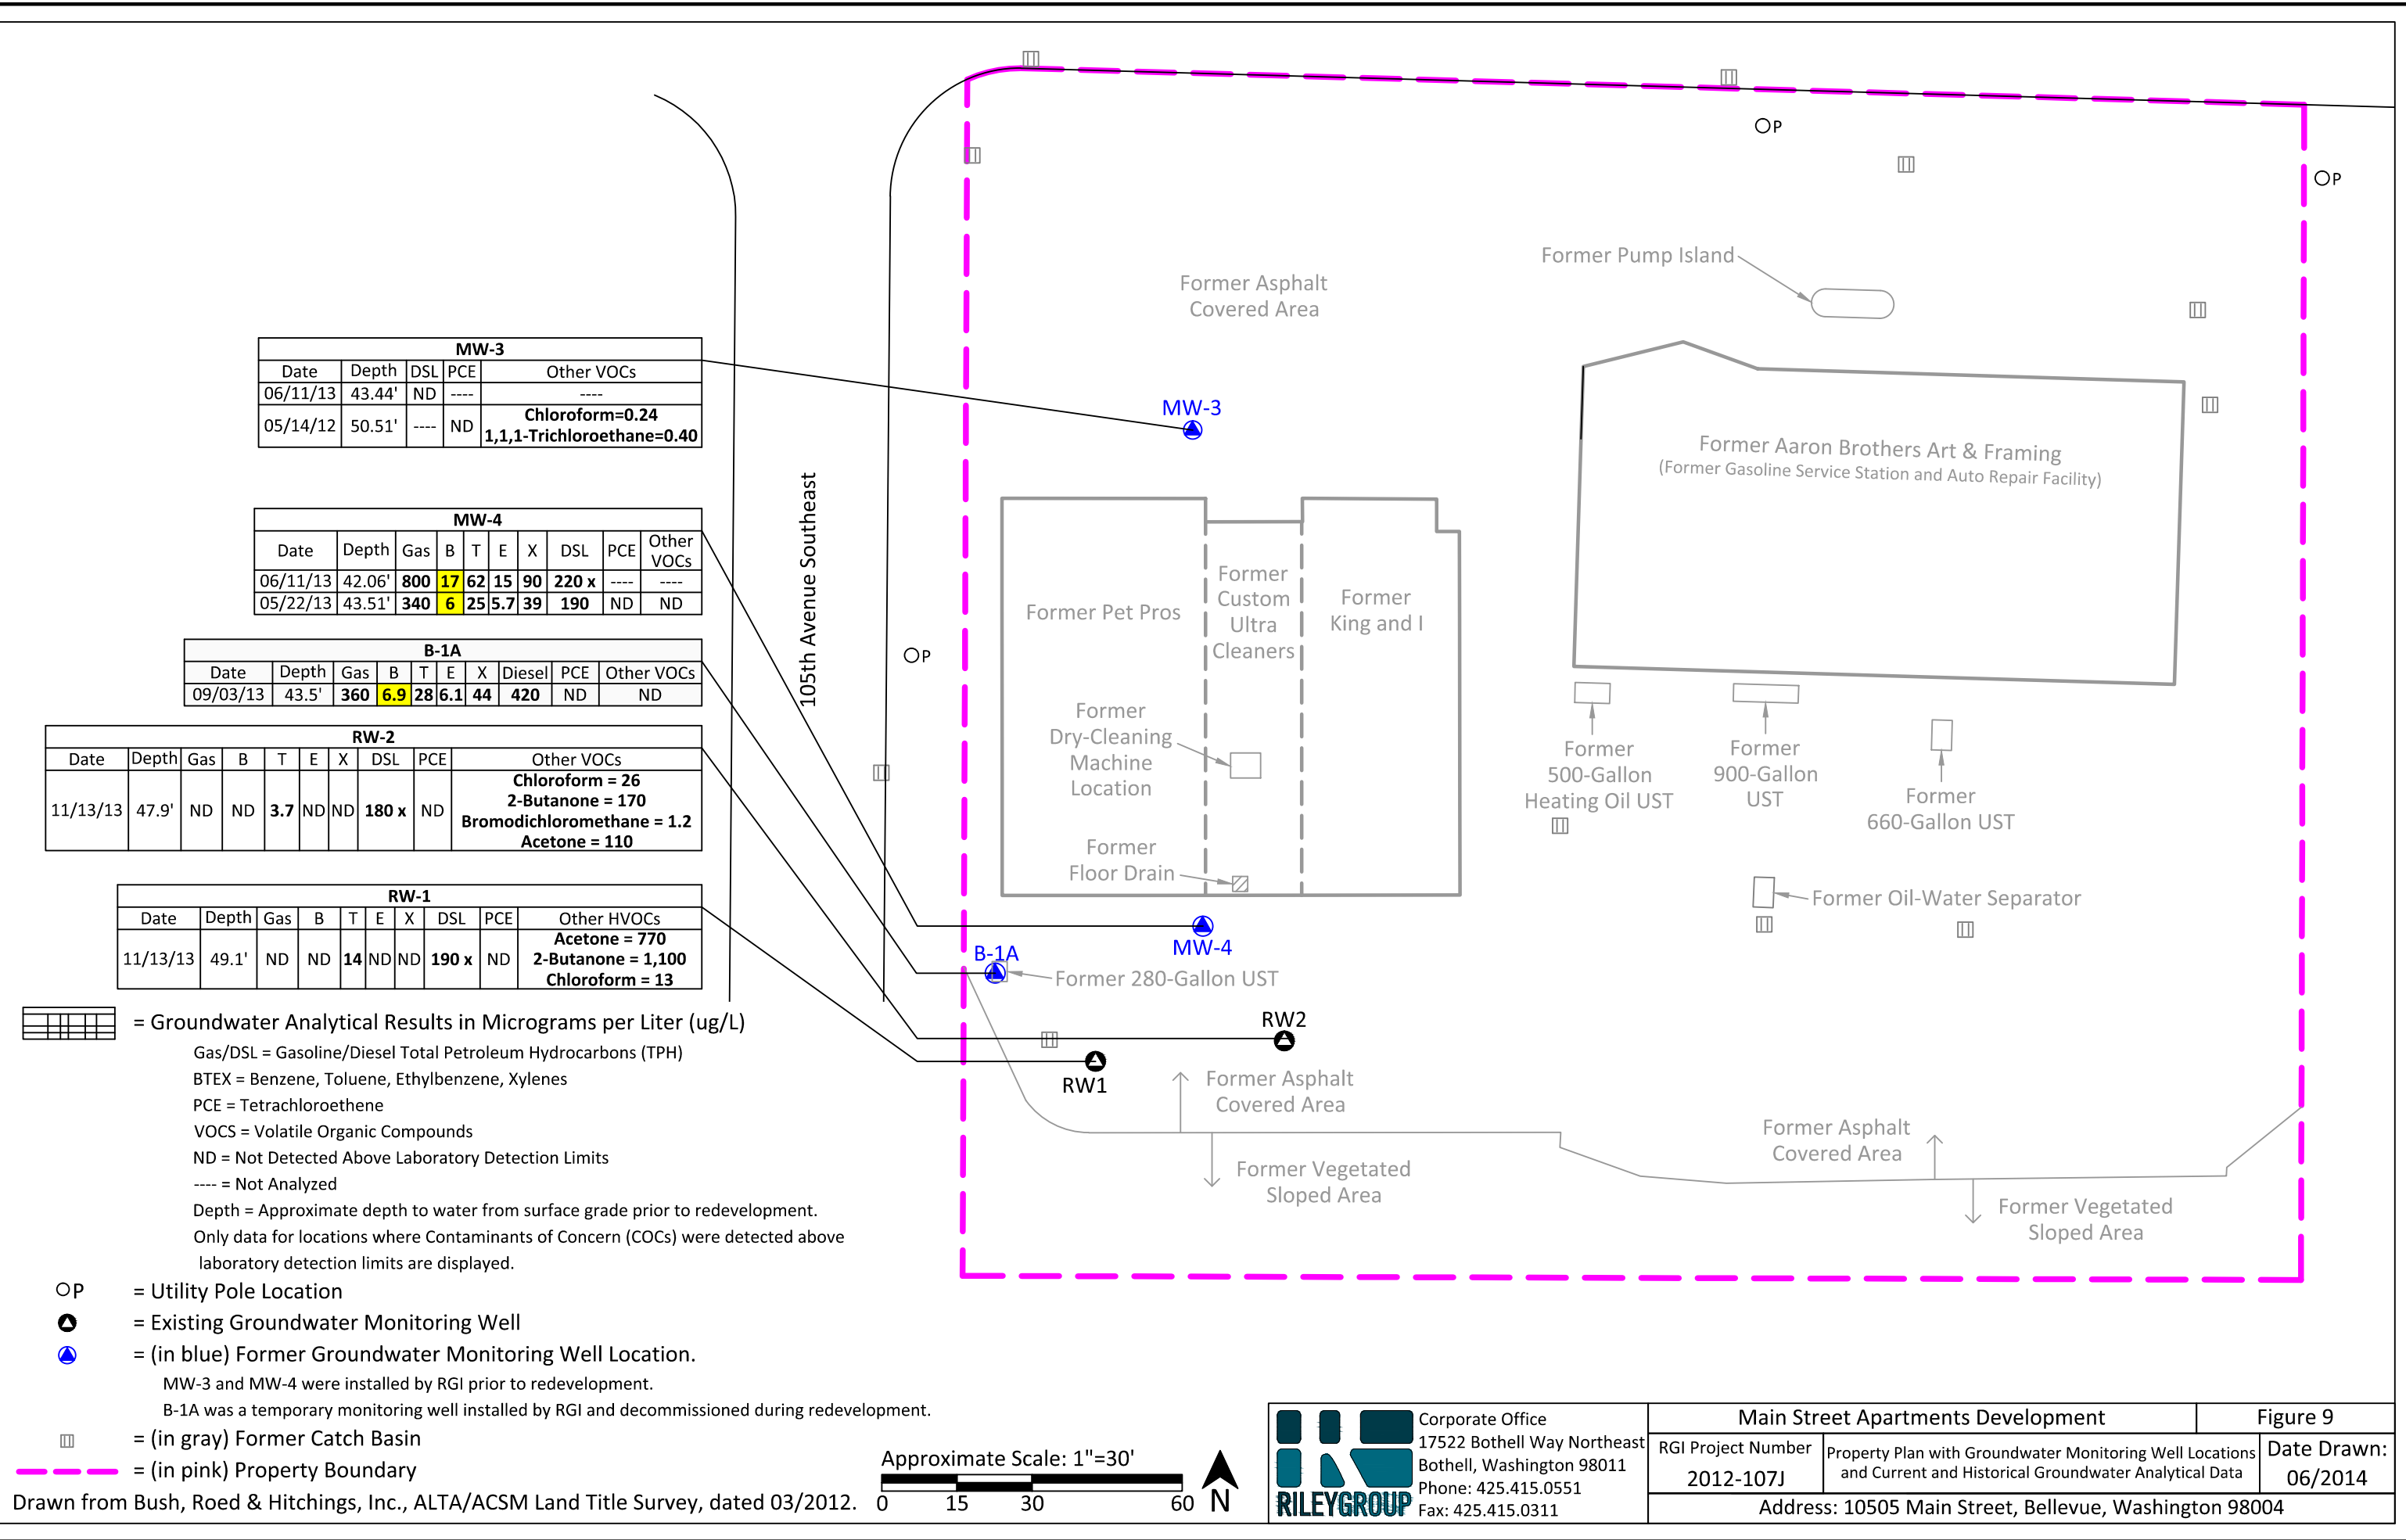 P
P
Former Pump Island
Former Asphalt
Covered Area
MW-3
Date Depth DSL PCE Other VOCs
06/11/13 43.44' ND ---- ----
05/14/12 50.51' ---- ND Chloroform=0.24
1,1,1-Trichloroethane=0.40
MW-3
Former Aaron Brothers Art & Framing
(Former Gasoline Service Station and Auto Repair Facility)
105th Avenue Southeast
MW-4
Date Depth Gas B T E X DSL PCE Other VOCs
06/11/13 42.06' 800 17 62 15 90 220 x ---- ----
05/22/13 43.51' 340 6 25 5.7 39 190 ND ND
Former Pet Pros
Former
Custom
Ultra
Cleaners
Former
King and I
P
B-1A
Date Depth Gas B T E X Diesel PCE Other VOCs
09/03/13 43.5' 360 6.9 28 6.1 44 420 ND ND
Former
Dry-Cleaning
Machine
Location
Former
500-Gallon
Heating Oil UST
Former
900-Gallon
UST
Former
660-Gallon UST
RW-2
Date Depth Gas B T E X DSL PCE Other VOCs
11/13/13 47.9' ND ND 3.7 ND ND 180 x ND Chloroform = 26
2-Butanone = 170
Bromodichloromethane = 1.2
Acetone = 110
Former
Floor Drain
Former Oil-Water Separator
RW-1
Date Depth Gas B T E X DSL PCE Other HVOCs
11/13/13 49.1' ND ND 14 ND ND 190 x ND Acetone = 770
2-Butanone = 1,100
Chloroform = 13
MW-4
B-1A
Former 280-Gallon UST
RW2
RW1
Former Asphalt
Covered Area
Former Vegetated
Sloped Area
Former Asphalt
Covered Area
Former Vegetated
Sloped Area
= Groundwater Analytical Results in Micrograms per Liter (ug/L)
Gas/DSL = Gasoline/Diesel Total Petroleum Hydrocarbons (TPH)
BTEX = Benzene, Toluene, Ethylbenzene, Xylenes
PCE = Tetrachloroethene
VOCS = Volatile Organic Compounds
ND = Not Detected Above Laboratory Detection Limits
---- = Not Analyzed
Depth = Approximate depth to water from surface grade prior to redevelopment.
Only data for locations where Contaminants of Concern (COCs) were detected above
laboratory detection limits are displayed.
P = Utility Pole Location
= Existing Groundwater Monitoring Well
= (in blue) Former Groundwater Monitoring Well Location.
MW-3 and MW-4 were installed by RGI prior to redevelopment.
B-1A was a temporary monitoring well installed by RGI and decommissioned during redevelopment.
= (in gray) Former Catch Basin
= (in pink) Property Boundary
Drawn from Bush, Roed & Hitchings, Inc., ALTA/ACSM Land Title Survey, dated 03/2012.
Approximate Scale: 1"=30'
0 15 30 60
N
RILEYGROUP
Corporate Office
17522 Bothell Way Northeast
Bothell, Washington 98011
Phone: 425.415.0551
Fax: 425.415.0311
Main Street Apartments Development
Figure 9
RGI Project Number
2012-107J
Property Plan with Groundwater Monitoring Well Locations
and Current and Historical Groundwater Analytical Data
Date Drawn:
06/2014
Address: 10505 Main Street, Bellevue, Washington 98004